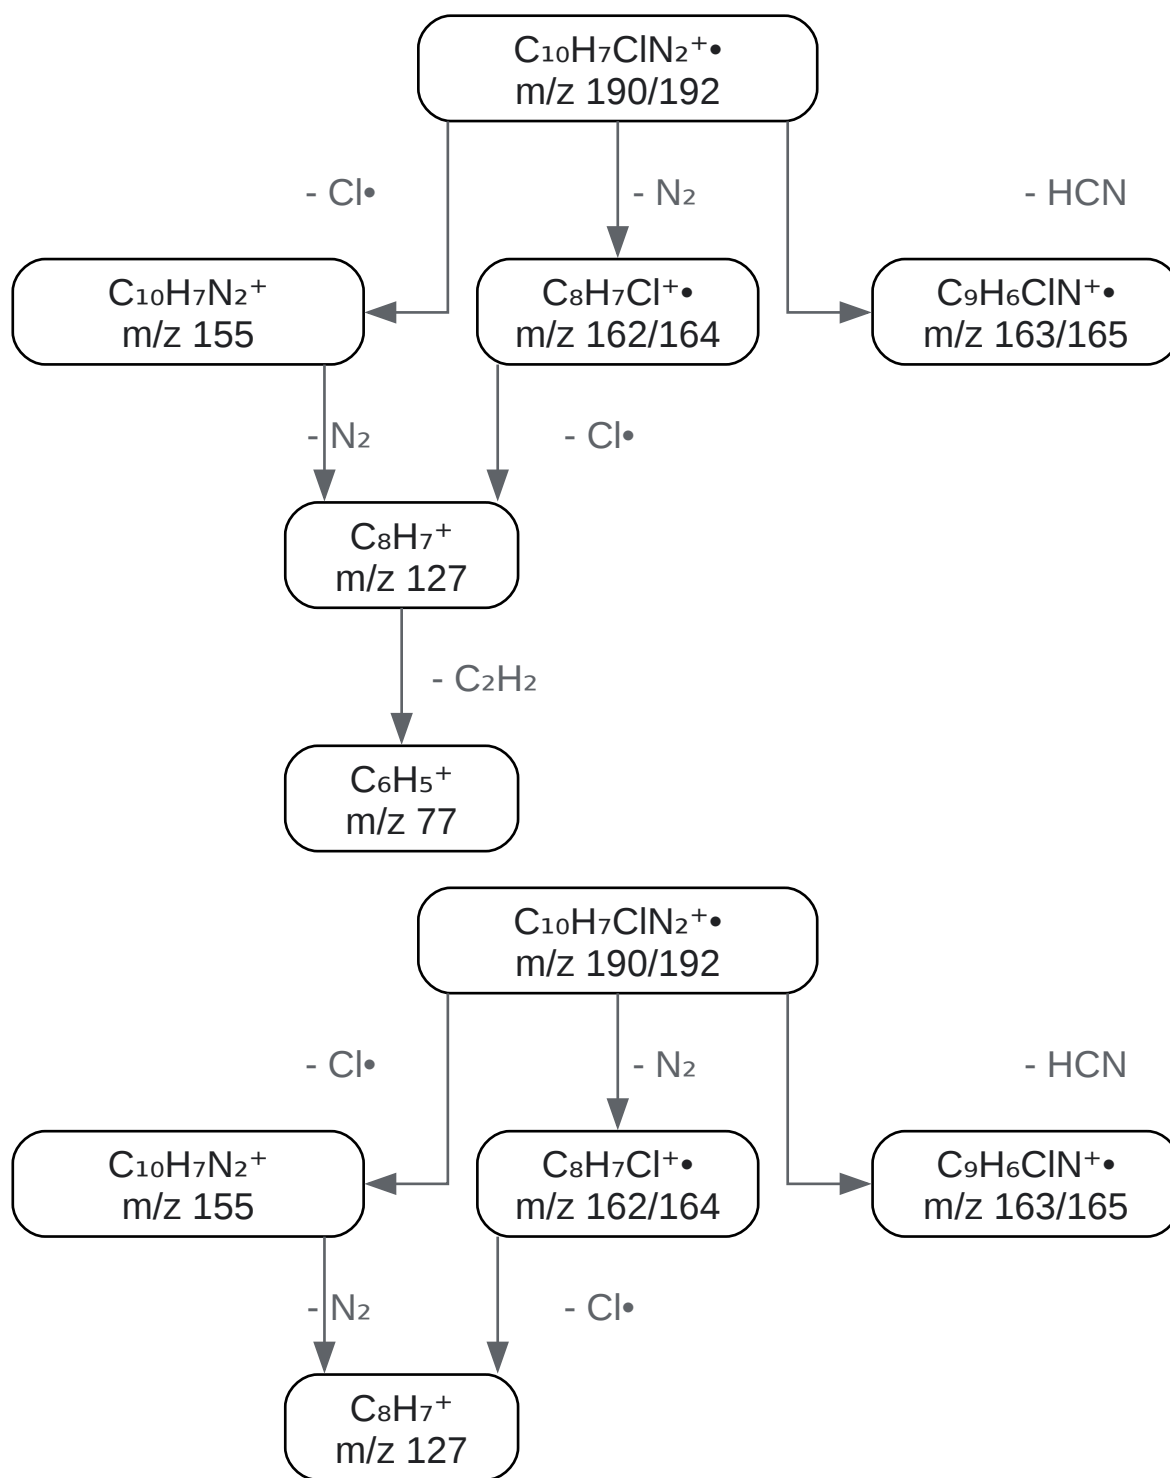 C₁₀H₇ClN₂⁺•
m/z 190/192
- Cl•
- N₂
- HCN
C₁₀H₇N₂⁺
m/z 155
C₈H₇Cl⁺•
m/z 162/164
C₉H₆ClN⁺•
m/z 163/165
- N₂
- Cl•
C₈H₇⁺
m/z 127
- C₂H₂
C₆H₅⁺
m/z 77
C₁₀H₇ClN₂⁺•
m/z 190/192
- Cl•
- N₂
- HCN
C₁₀H₇N₂⁺
m/z 155
C₈H₇Cl⁺•
m/z 162/164
C₉H₆ClN⁺•
m/z 163/165
- N₂
- Cl•
C₈H₇⁺
m/z 127